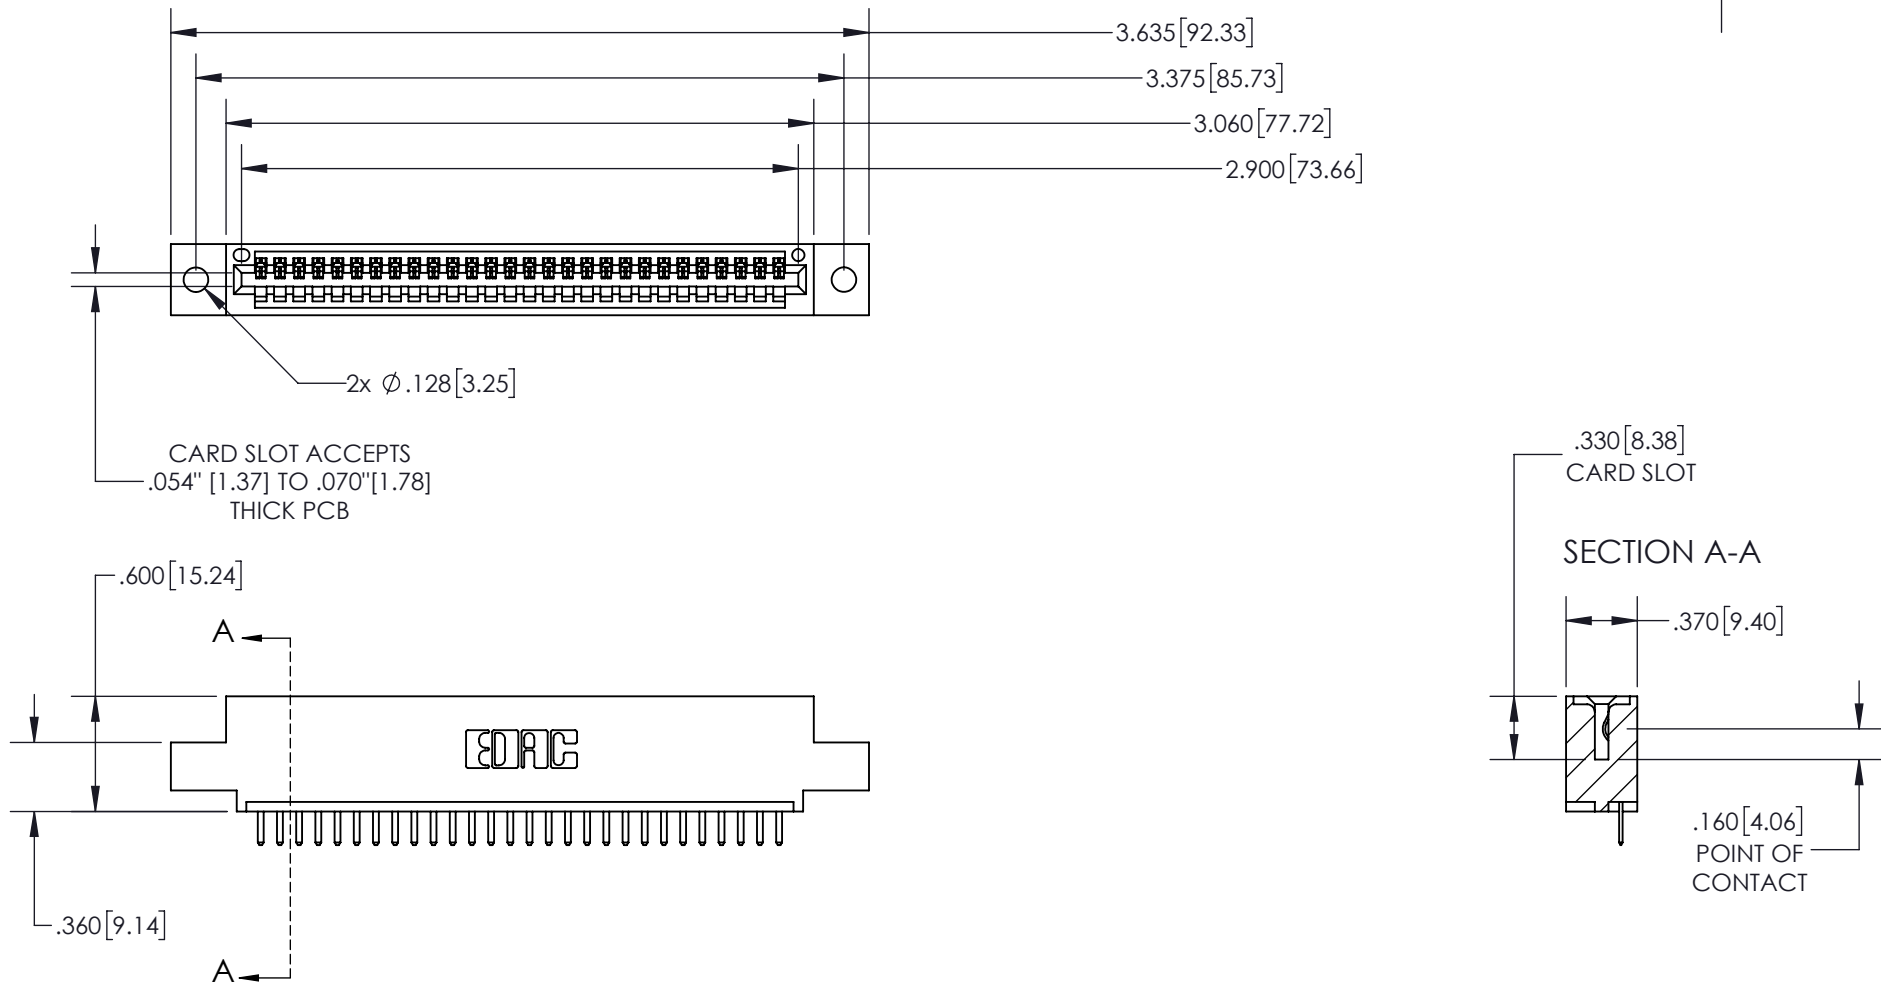 3.635[92.33]
3.375[85.73]
3.060[77.72]
2.900[73.66]
2x Ø.128[3.25]
CARD SLOT ACCEPTS
.054" [1.37] TO .070"[1.78]
THICK PCB
.330[8.38]
CARD SLOT
SECTION A-A
.600[15.24]
.370[9.40]
A
EDAC
.160[4.06]
POINT OF
CONTACT
.360[9.14]
A